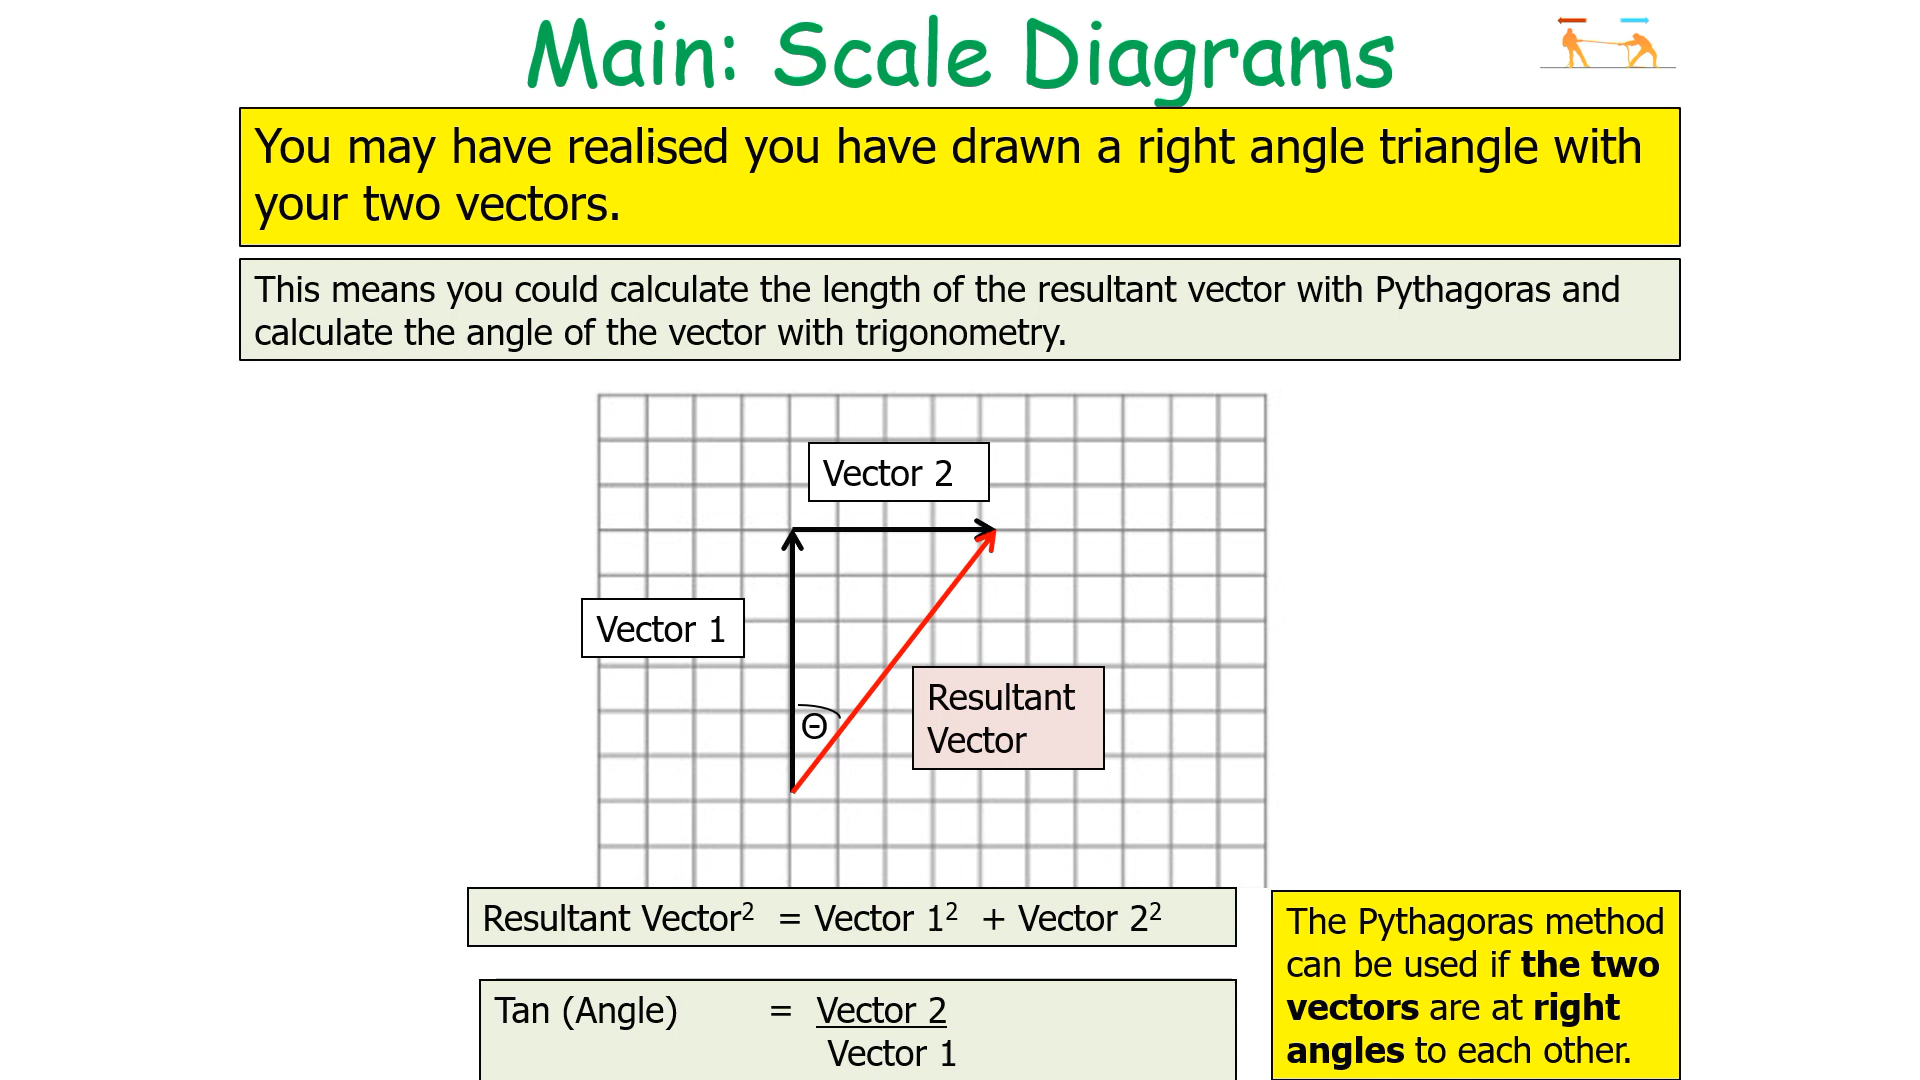 Main: Scale Diagrams
You may have realised you have drawn a right angle triangle with
your two vectors.
This means you could calculate the length of the resultant vector with Pythagoras and
calculate the angle of the vector with trigonometry.
Vector 2
Vector 1
Resultant
Vector
Θ
Resultant Vector² = Vector 1² + Vector 2²
Tan (Angle) = Vector 2
Vector 1
The Pythagoras method
can be used if the two
vectors are at right
angles to each other.